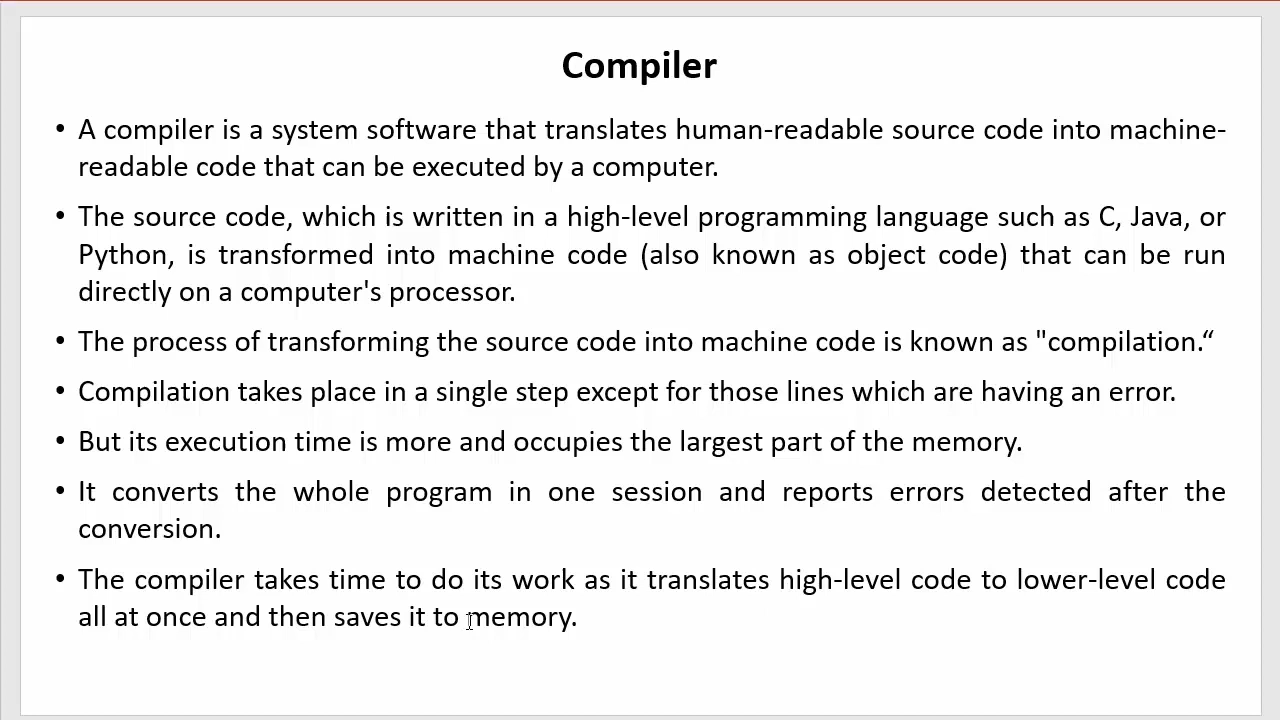 Compiler
• A compiler is a system software that translates human-readable source code into machine-
readable code that can be executed by a computer.
• The source code, which is written in a high-level programming language such as C, Java, or
Python, is transformed into machine code (also known as object code) that can be run
directly on a computer's processor.
• The process of transforming the source code into machine code is known as "compilation.“
• Compilation takes place in a single step except for those lines which are having an error.
• But its execution time is more and occupies the largest part of the memory.
• It converts the whole program in one session and reports errors detected after the
conversion.
• The compiler takes time to do its work as it translates high-level code to lower-level code
all at once and then saves it to memory.